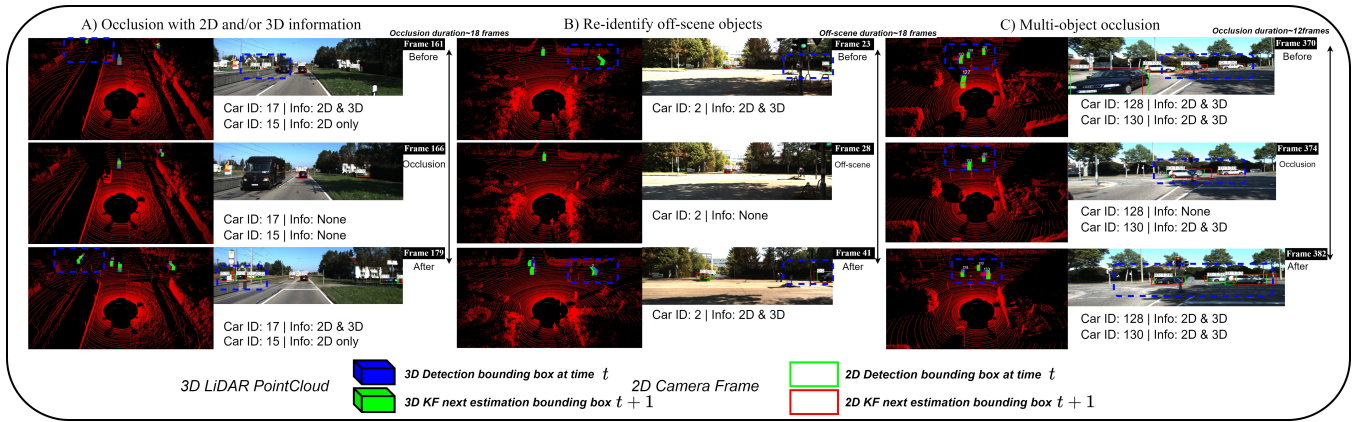 A) Occlusion with 2D and/or 3D information
Occlusion duration~18 frames
Frame 161
Before
Car ID: 17 | Info: 2D & 3D
Car ID: 15 | Info: 2D only
Frame 166
Occlusion
Car ID: 17 | Info: None
Car ID: 15 | Info: None
Frame 179
After
Car ID: 17 | Info: 2D & 3D
Car ID: 15 | Info: 2D only
B) Re-identify off-scene objects
Off-scene duration~18 frames
Frame 23
Before
Car ID: 2 | Info: 2D & 3D
Frame 28
Off-scene
Car ID: 2 | Info: None
Frame 41
After
Car ID: 2 | Info: 2D & 3D
C) Multi-object occlusion
Occlusion duration~12frames
Frame 370
Before
Car ID: 128 | Info: 2D & 3D
Car ID: 130 | Info: 2D & 3D
Frame 374
Occlusion
Car ID: 128 | Info: None
Car ID: 130 | Info: 2D & 3D
Frame 382
After
Car ID: 128 | Info: 2D & 3D
Car ID: 130 | Info: 2D & 3D
3D LiDAR PointCloud
3D Detection bounding box at time t
3D KF next estimation bounding box t + 1
2D Camera Frame
2D Detection bounding box at time t
2D KF next estimation bounding box t + 1